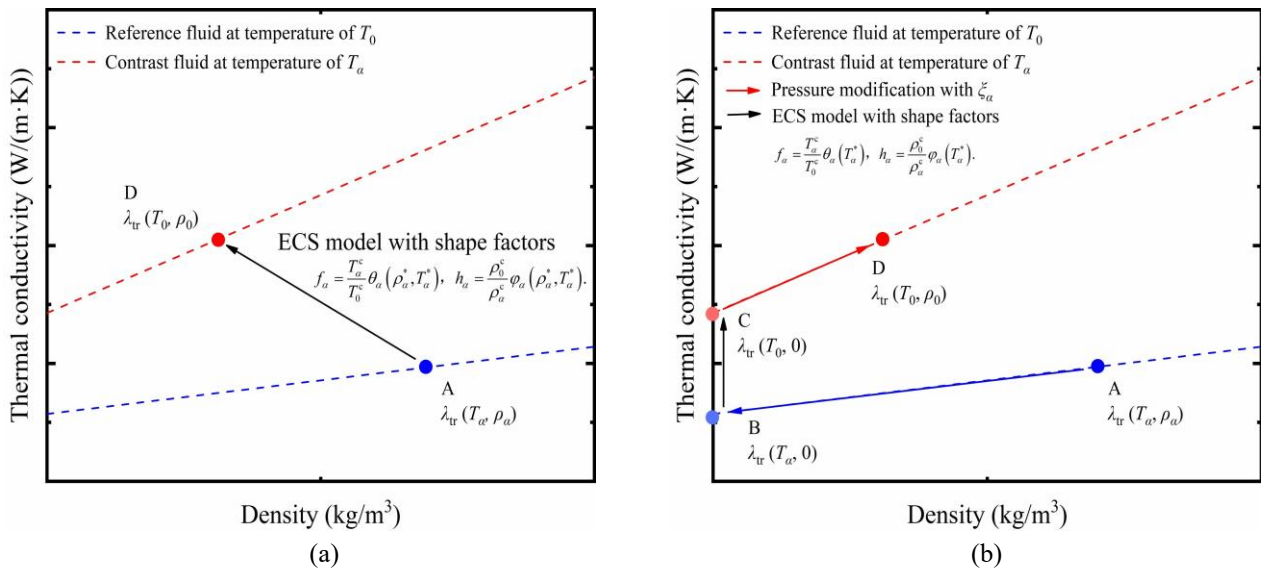 Reference fluid at temperature of T₀
Contrast fluid at temperature of Tα
D
λtr (T₀, ρ₀)
ECS model with shape factors
fα = Tαᶜ/T₀ᶜ θα(ρα*, Tα*), hα = ρ₀ᶜ/ραᶜ φα(ρα*, Tα*).
A
λtr (Tα, ρα)
Thermal conductivity (W/(m·K))
Density (kg/m³)
(a)
Reference fluid at temperature of T₀
Contrast fluid at temperature of Tα
Pressure modification with ξα
ECS model with shape factors
fα = Tαᶜ/T₀ᶜ θα(Tα*), hα = ρ₀ᶜ/ραᶜ φα(Tα*).
D
λtr (T₀, ρ₀)
C
λtr (T₀, 0)
A
λtr (Tα, ρα)
B
λtr (Tα, 0)
Thermal conductivity (W/(m·K))
Density (kg/m³)
(b)